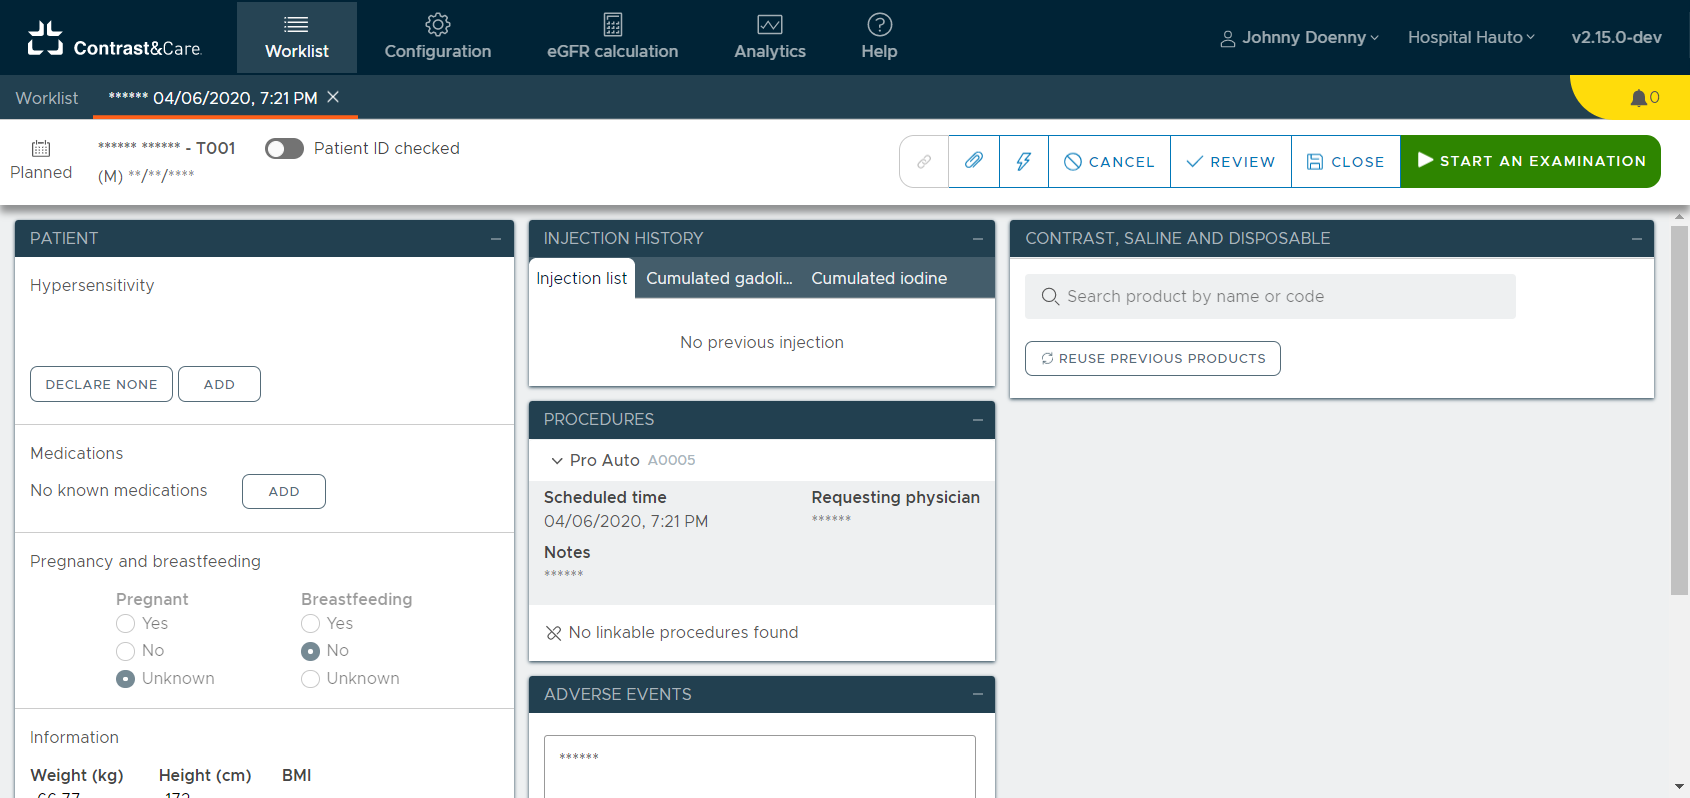 Contrast&Care
Worklist
Configuration
eGFR calculation
Analytics
Help
Johnny Doenny
Hospital Hauto
v2.15.0-dev
Worklist
****** 04/06/2020, 7:21 PM
0
Planned
****** ****** - T001
(M) **/**/****
Patient ID checked
CANCEL
REVIEW
CLOSE
START AN EXAMINATION
PATIENT
Hypersensitivity
DECLARE NONE
ADD
Medications
No known medications
ADD
Pregnancy and breastfeeding
Pregnant
Yes
No
Unknown
Breastfeeding
Yes
No
Unknown
Information
Weight (kg)
Height (cm)
BMI
66.77
173
INJECTION HISTORY
Injection list
Cumulated gadoli...
Cumulated iodine
No previous injection
PROCEDURES
Pro Auto A0005
Scheduled time
04/06/2020, 7:21 PM
Requesting physician
******
Notes
******
No linkable procedures found
ADVERSE EVENTS
******
CONTRAST, SALINE AND DISPOSABLE
Search product by name or code
REUSE PREVIOUS PRODUCTS